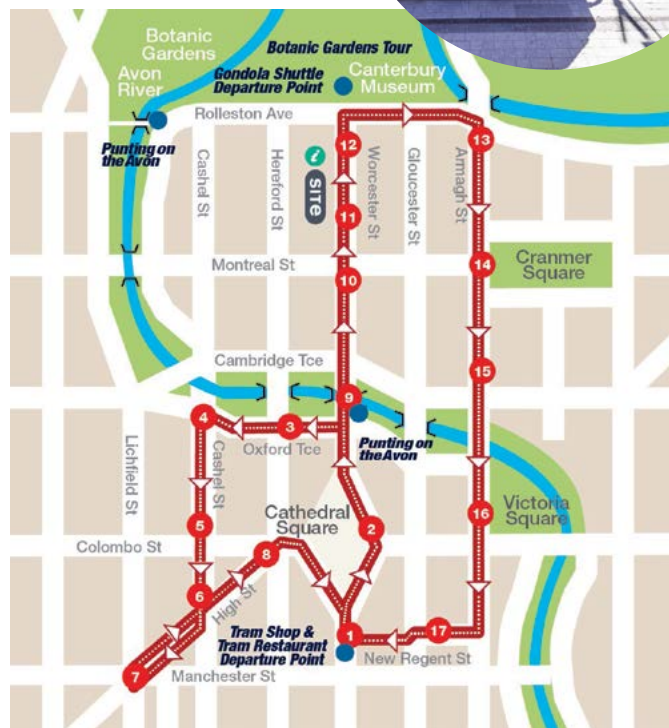 Botanic
Gardens
Botanic Gardens Tour
Gondola Shuttle
Departure Point
Canterbury
Museum
Avon
River
Rolleston Ave
Punting on
the Avon
12
13
i
SITE
Cashel St
Hereford St
Worcester St
Gloucester St
Armagh St
11
Montreal St
14
Cranmer
Square
10
Cambridge Tce
15
9
4
3
Oxford Tce
Punting on
the Avon
Lichfield St
Cashel St
Cathedral
Square
2
16
Victoria
Square
5
Colombo St
8
6
High St
Tram Shop &
Tram Restaurant
Departure Point
1
17
New Regent St
7
Manchester St